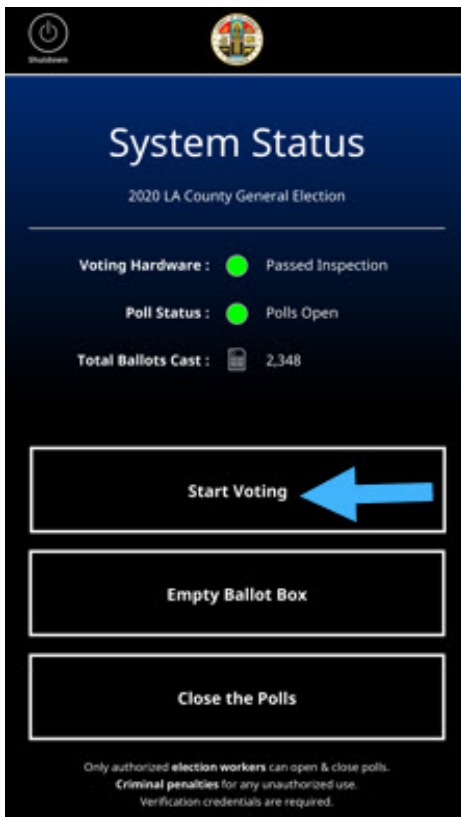 Shutdown
System Status
2020 LA County General Election
Voting Hardware : Passed Inspection
Poll Status : Polls Open
Total Ballots Cast : 2,348
Start Voting
Empty Ballot Box
Close the Polls
Only authorized election workers can open & close polls.
Criminal penalties for any unauthorized use.
Verification credentials are required.